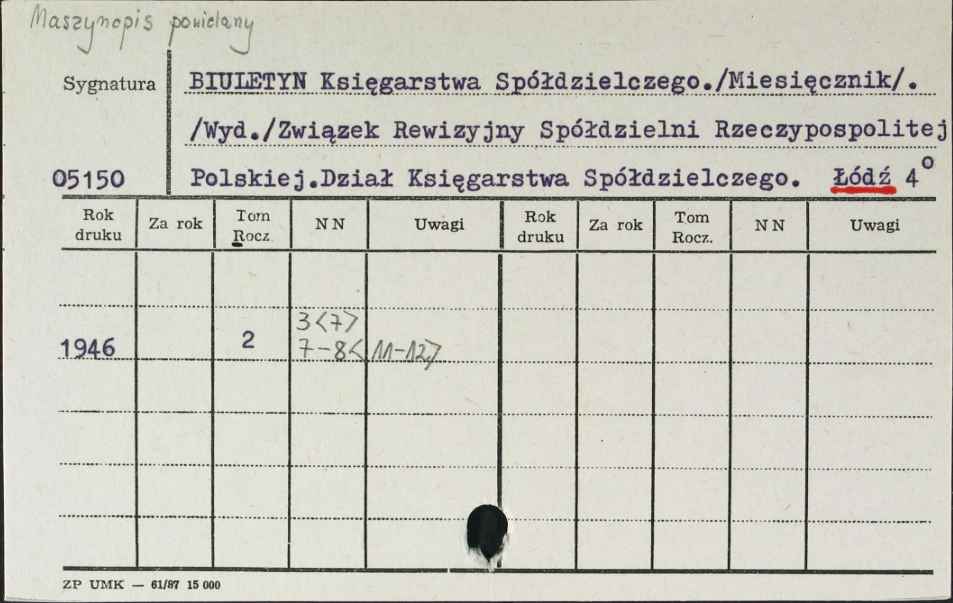 Maszynopis powielany
Sygnatura
BIULETYN Księgarstwa Spółdzielczego./Miesięcznik/.
/Wyd./Związek Rewizyjny Spółdzielni Rzeczypospolitej
05150
Polskiej.Dział Księgarstwa Spółdzielczego. Łódź 4°
Rok druku Za rok Tom Rocz. N N Uwagi Rok druku Za rok Tom Rocz. N N Uwagi
3<7>
1946 2 7-8<11-12>
ZP UMK — 61/87 15 000